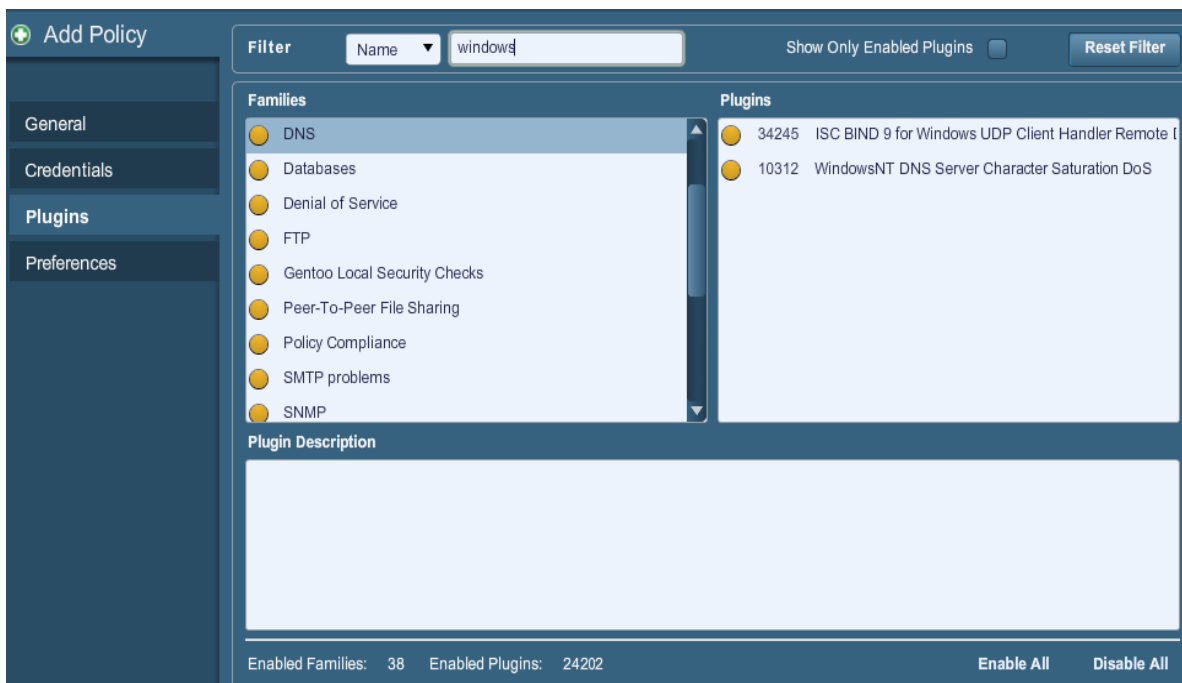 Add Policy
General
Credentials
Plugins
Preferences
Filter Name windows Show Only Enabled Plugins Reset Filter
Families
DNS
Databases
Denial of Service
FTP
Gentoo Local Security Checks
Peer-To-Peer File Sharing
Policy Compliance
SMTP problems
SNMP
Plugins
34245 ISC BIND 9 for Windows UDP Client Handler Remote
10312 WindowsNT DNS Server Character Saturation DoS
Plugin Description
Enabled Families: 38 Enabled Plugins: 24202 Enable All Disable All